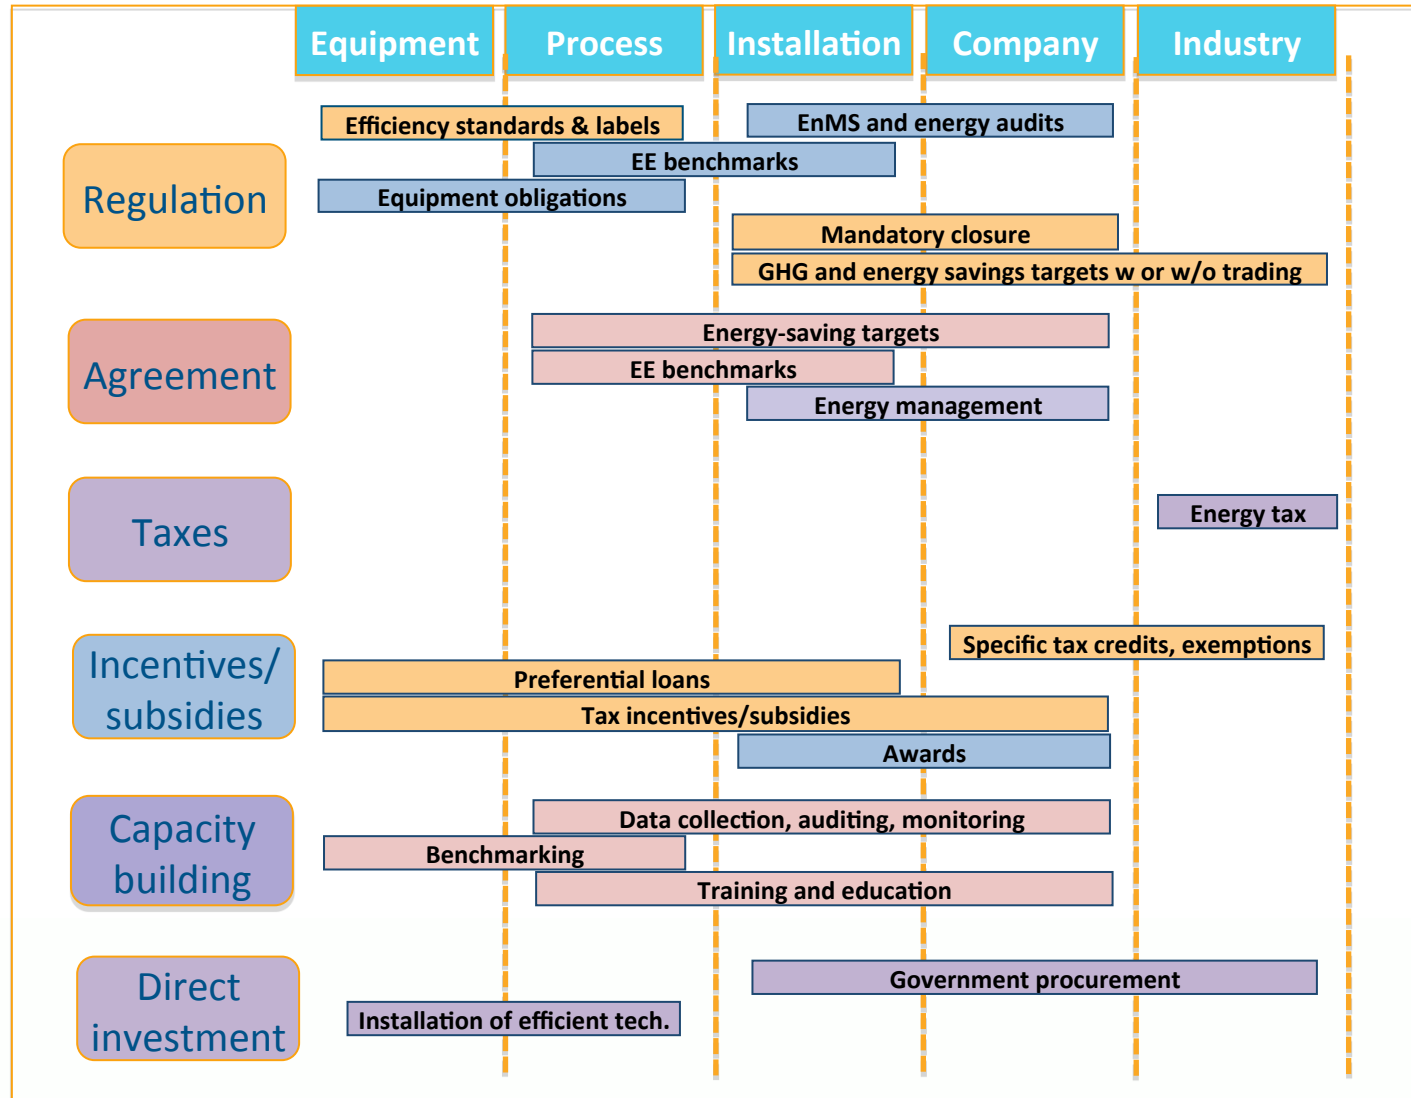 Equipment
Process
Installation
Company
Industry
Regulation
Efficiency standards & labels
EnMS and energy audits
EE benchmarks
Equipment obligations
Mandatory closure
GHG and energy savings targets w or w/o trading
Agreement
Energy-saving targets
EE benchmarks
Energy management
Taxes
Energy tax
Incentives/
subsidies
Specific tax credits, exemptions
Preferential loans
Tax incentives/subsidies
Awards
Capacity
building
Data collection, auditing, monitoring
Benchmarking
Training and education
Direct
investment
Government procurement
Installation of efficient tech.